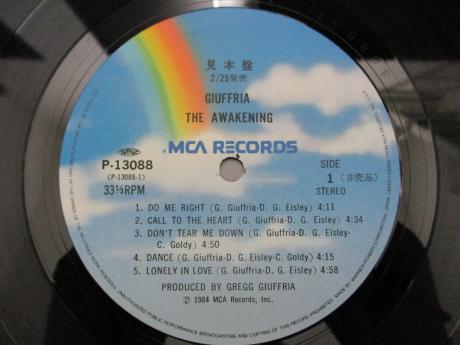 見本盤
2/25発売
GIUFFRIA
THE AWAKENING
MCA RECORDS
P-13088
(P-13088-1)
33⅓RPM
SIDE
1 (非売品)
STEREO
1. DO ME RIGHT (G. Giuffria-D. G. Eisley) 4:11
2. CALL TO THE HEART (G. Giuffria-D. G. Eisley) 4:34
3. DON'T TEAR ME DOWN (G. Giuffria-D. G. Eisley-
C. Goldy) 4:50
4. DANCE (G. Giuffria-D. G. Eisley-C. Goldy) 4:15
5. LONELY IN LOVE (G. Giuffria-D. G. Eisley) 4:58
PRODUCED BY GREGG GIUFFRIA
Ⓟ 1984 MCA Records, Inc.